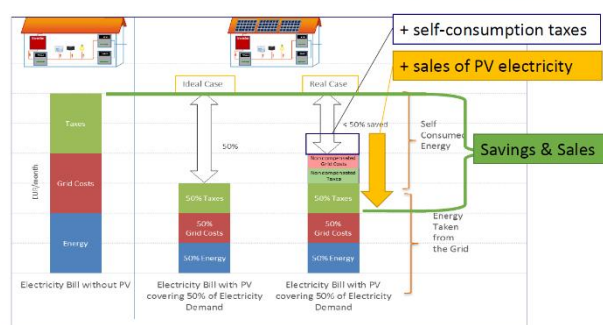 + self-consumption taxes
+ sales of PV electricity
Ideal Case
Real Case
< 50% saved
50%
Self
Consumed
Energy
Savings & Sales
Taxes
Grid Costs
Energy
EUR/month
Non compensated
Grid Costs
Non compensated
Taxes
50% Taxes
50%
Grid Costs
50% Energy
50% Taxes
50%
Grid Costs
50% Energy
Energy
Taken
from
the Grid
Electricity Bill without PV
Electricity Bill with PV
covering 50% of Electricity
Demand
Electricity Bill with PV
covering 50% of Electricity
Demand